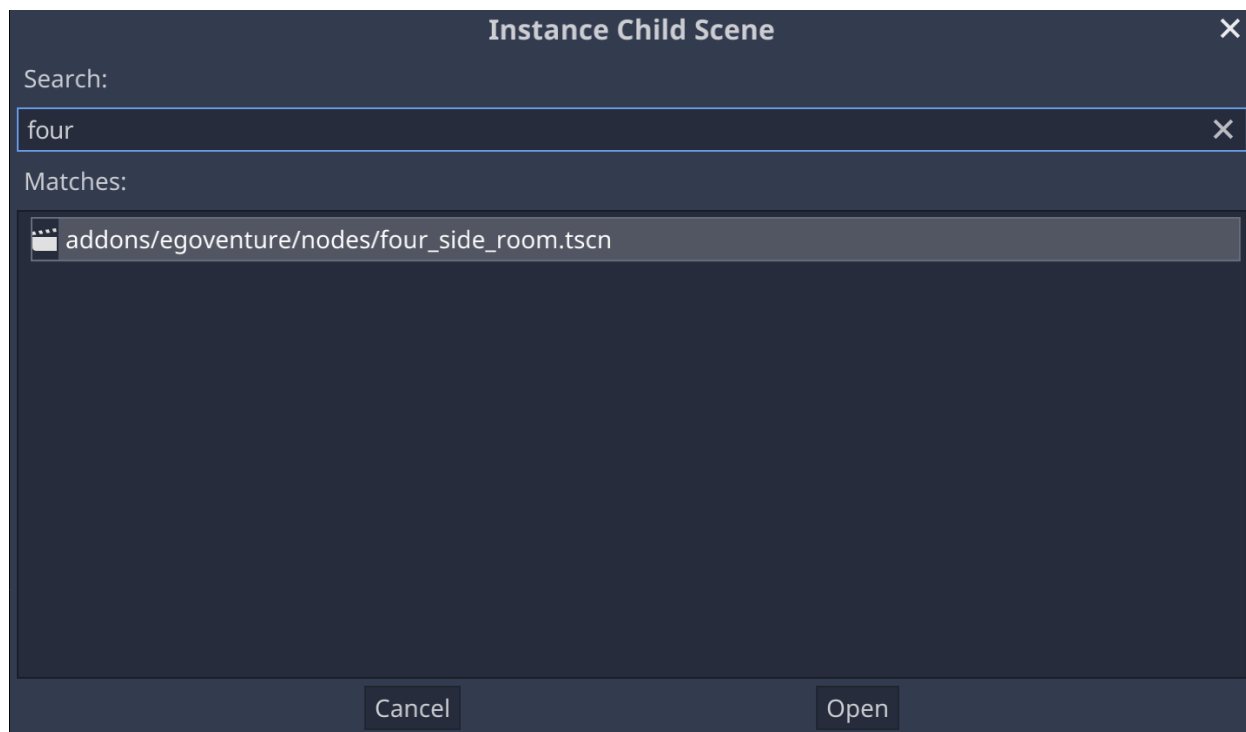 Instance Child Scene
Search:
four
Matches:
addons/egoventure/nodes/four_side_room.tscn
Cancel Open